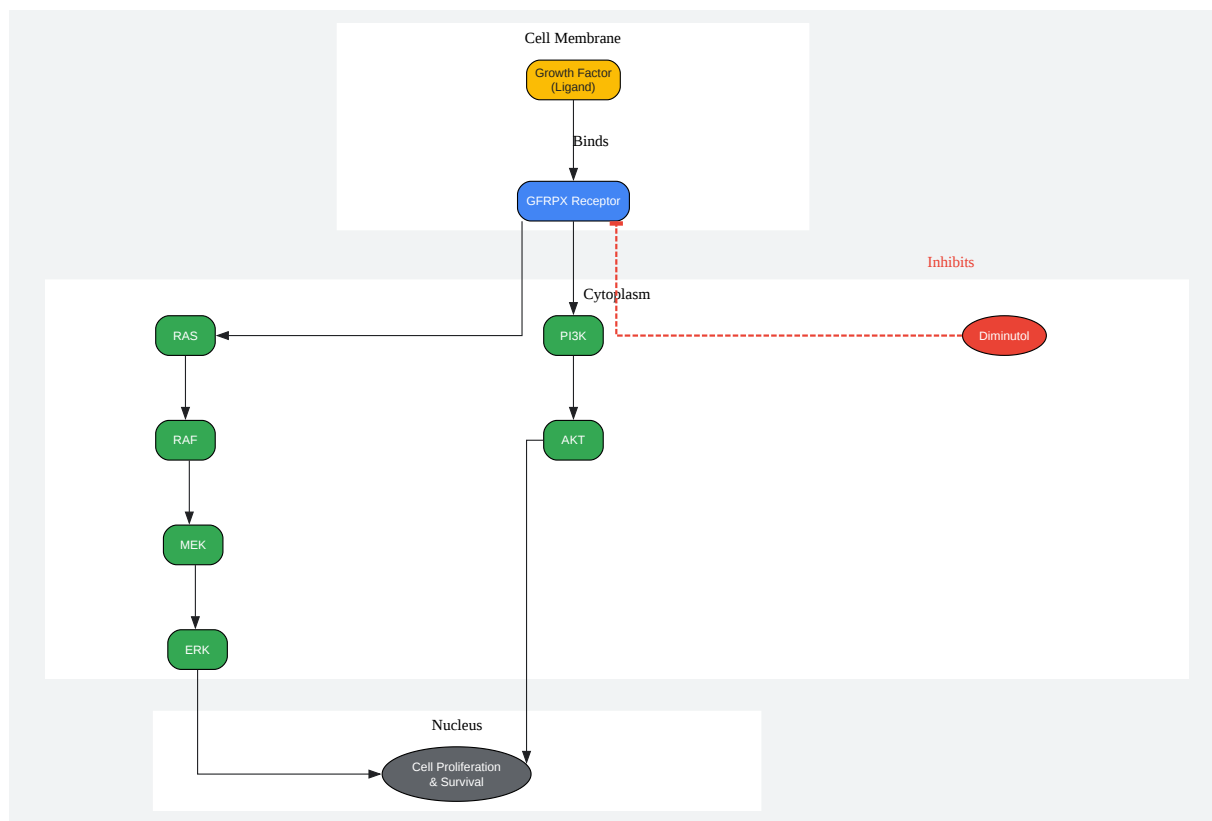 Cell Membrane
Growth Factor
(Ligand)
Binds
GFRPX Receptor
Inhibits
Cytoplasm
RAS
PI3K
Diminutol
RAF
AKT
MEK
ERK
Nucleus
Cell Proliferation
& Survival